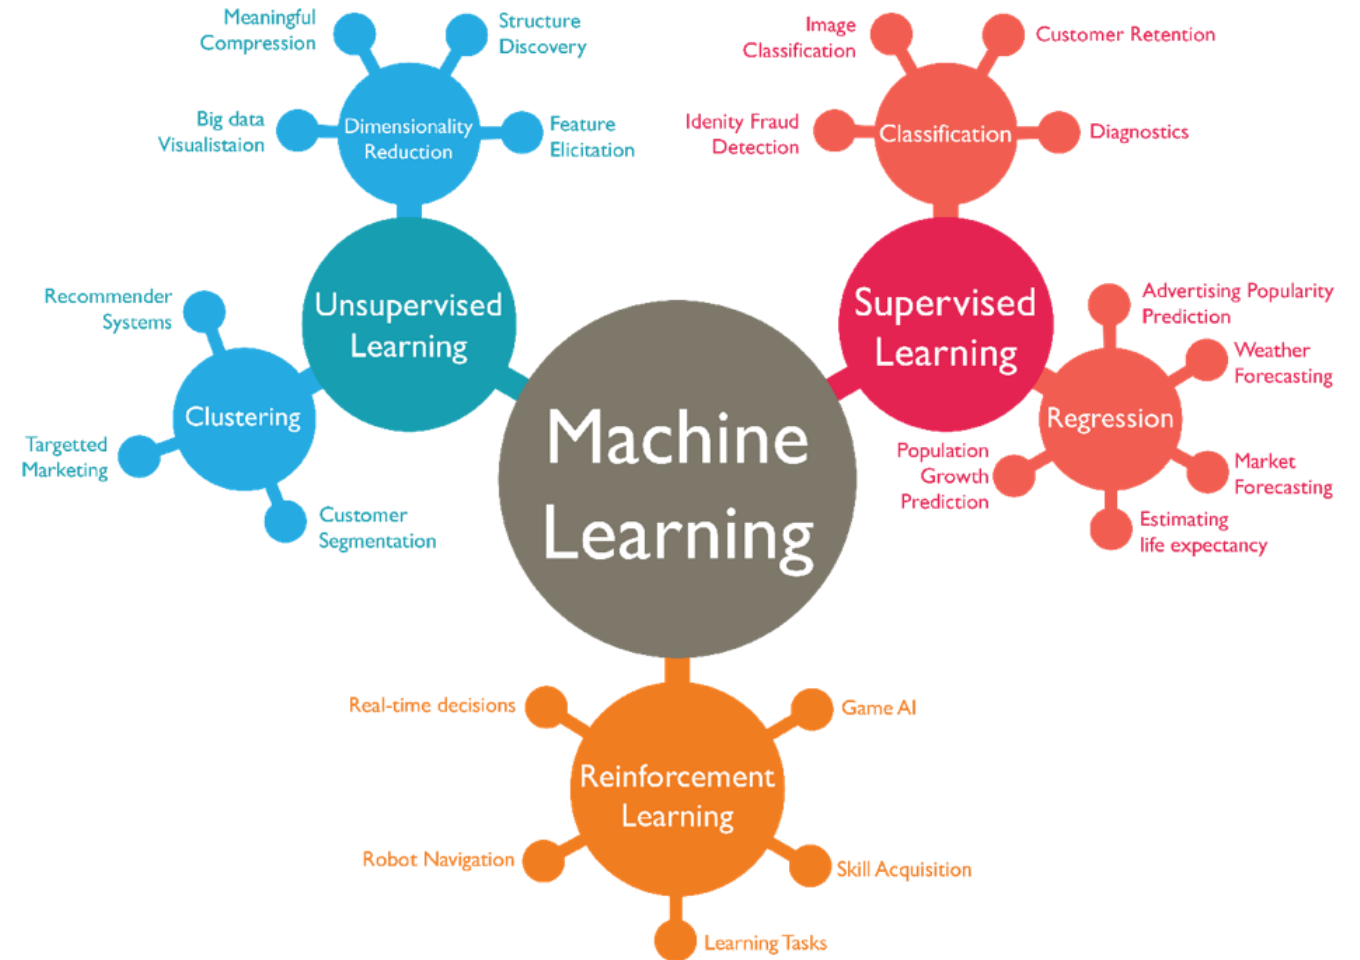 Meaningful
Compression
Structure
Discovery
Big data
Visualistaion
Dimensionality
Reduction
Feature
Elicitation
Image
Classification
Customer Retention
Idenity Fraud
Detection
Classification
Diagnostics
Unsupervised
Learning
Supervised
Learning
Recommender
Systems
Clustering
Targetted
Marketing
Customer
Segmentation
Machine
Learning
Advertising Popularity
Prediction
Weather
Forecasting
Regression
Population
Growth
Prediction
Market
Forecasting
Estimating
life expectancy
Real-time decisions
Game AI
Reinforcement
Learning
Robot Navigation
Skill Acquisition
Learning Tasks